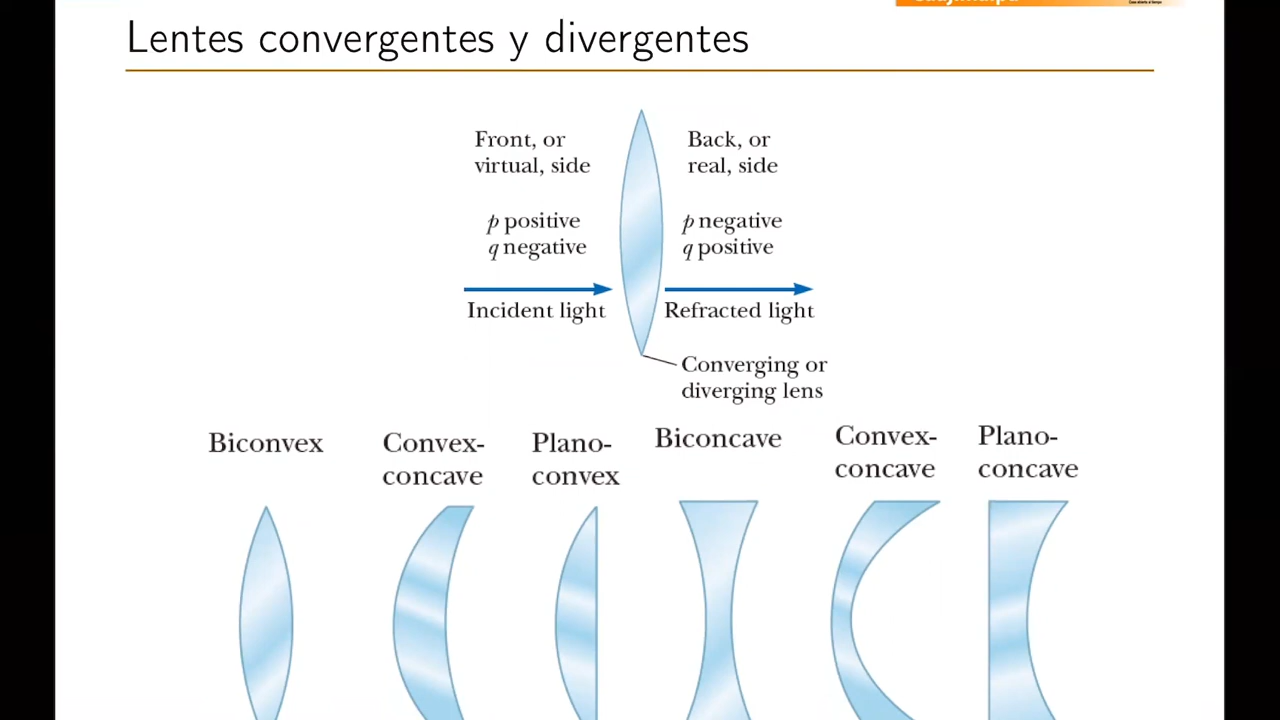 Lentes convergentes y divergentes
Front, or
virtual, side
Back, or
real, side
p positive
q negative
p negative
q positive
Incident light
Refracted light
Converging or
diverging lens
Biconvex
Convex-
concave
Plano-
convex
Biconcave
Convex-
concave
Plano-
concave